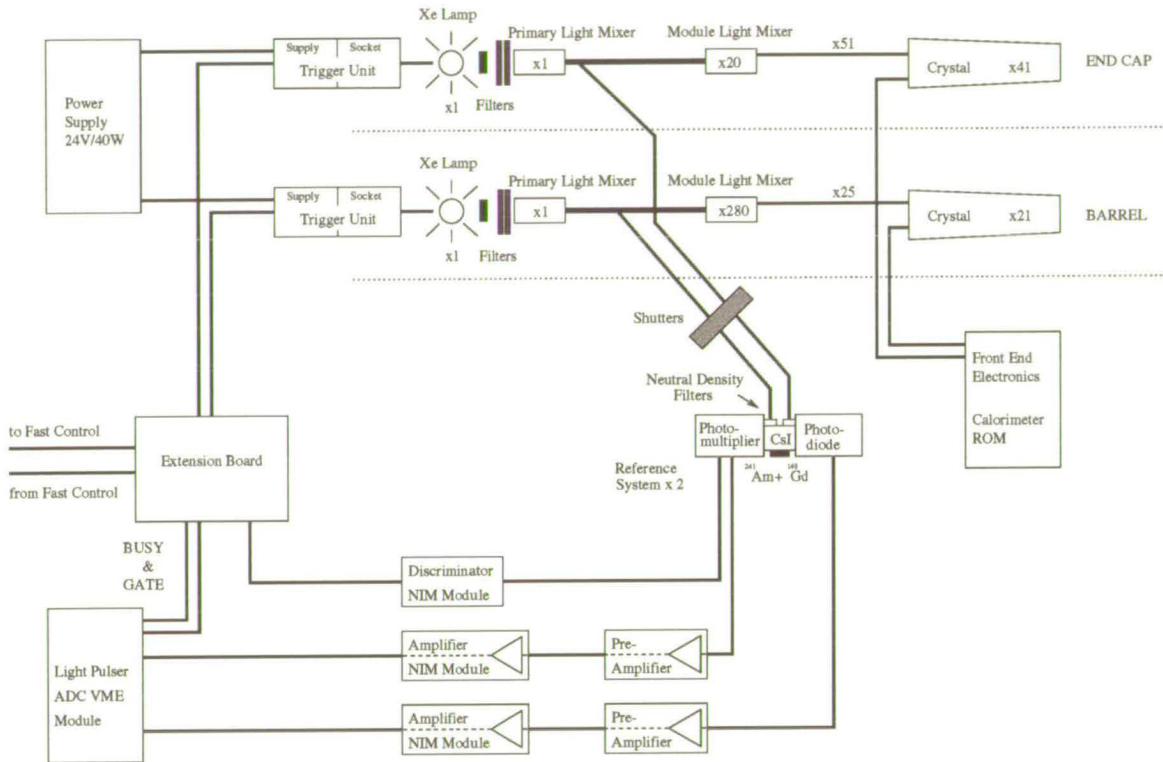 Xe Lamp
Primary Light Mixer
Module Light Mixer
x51
Supply Socket
Trigger Unit
x1
x20
Crystal x41
END CAP
x1
Filters
Power
Supply
24V/40W
Xe Lamp
Primary Light Mixer
Module Light Mixer
x25
Supply Socket
Trigger Unit
x1
x280
Crystal x21
BARREL
x1
Filters
Shutters
Front End
Electronics
Calorimeter
ROM
Neutral Density
Filters
Photo-
multiplier
CsI
Photo-
diode
241 Am+ 148 Gd
Reference
System x 2
to Fast Control
Extension Board
from Fast Control
BUSY
&
GATE
Discriminator
NIM Module
Amplifier
NIM Module
Pre-
Amplifier
Light Pulser
ADC VME
Module
Amplifier
NIM Module
Pre-
Amplifier